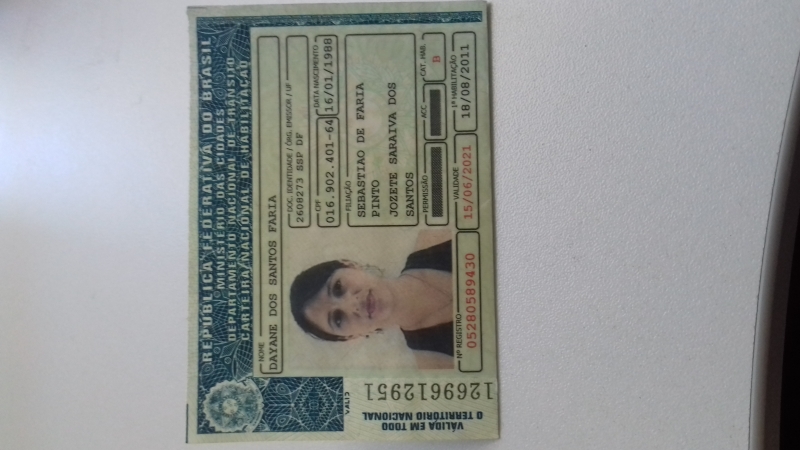 REPÚBLICA FEDERATIVA DO BRASIL
MINISTÉRIO DAS CIDADES
DEPARTAMENTO NACIONAL DE TRÂNSITO
CARTEIRA NACIONAL DE HABILITAÇÃO
NOME
DAYANE DOS SANTOS FARIA
DOC. IDENTIDADE / ÓRG. EMISSOR / UF
2608273 SSP DF
CPF
DATA NASCIMENTO
016.902.401-64
16/01/1988
FILIAÇÃO
SEBASTIAO DE FARIA
PINTO
JOZETE SARAIVA DOS
SANTOS
PERMISSÃO
ACC
CAT. HAB.
B
Nº REGISTRO
VALIDADE
1ª HABILITAÇÃO
05280589430
15/06/2021
18/08/2011
VÁLIDA EM TODO
O TERRITÓRIO NACIONAL
1269612951